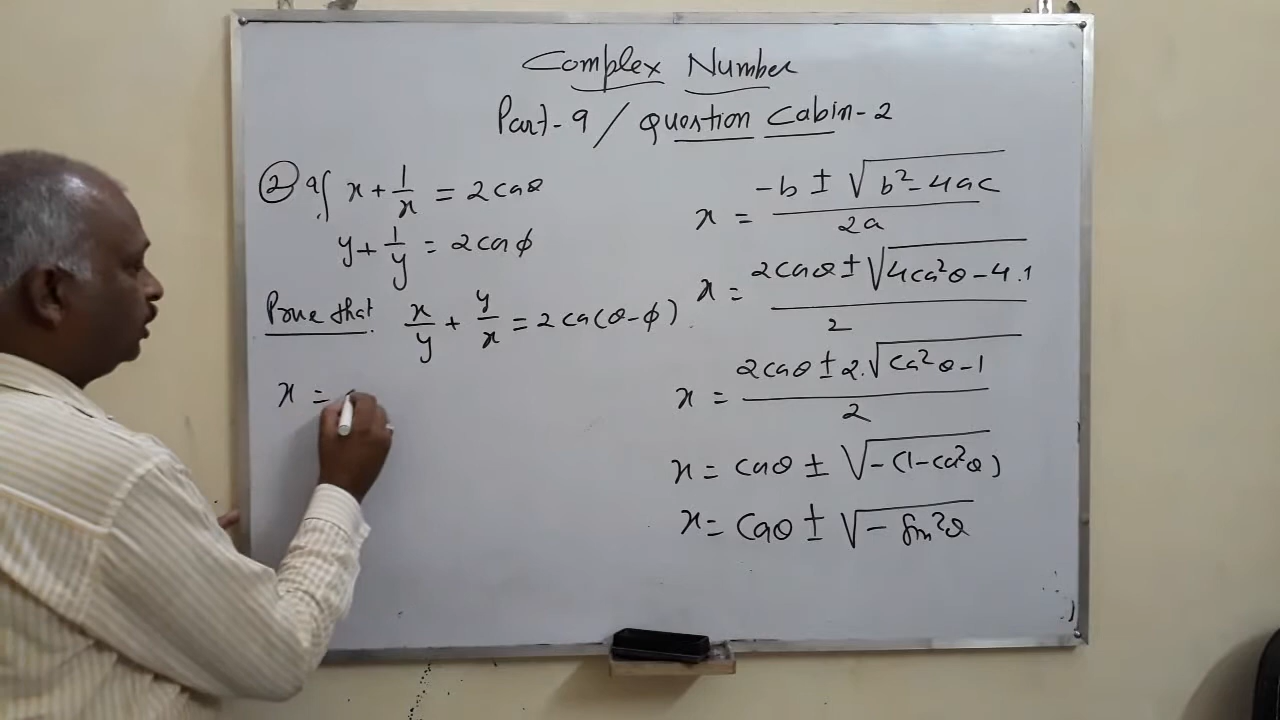 Complex Number
Part-9 / Question Cabin-2
② If x + 1/x = 2cosθ
y + 1/y = 2cosφ
Prove that. x/y + y/x = 2cos(θ-φ).
x =
x = (-b ± √(b²-4ac))/2a
x = (2cosθ ± √(4cos²θ-4.1))/2
x = (2cosθ ± 2.√(cos²θ-1))/2
x = cosθ ± √(-(1-cos²θ))
x = cosθ ± √(-sin²θ)